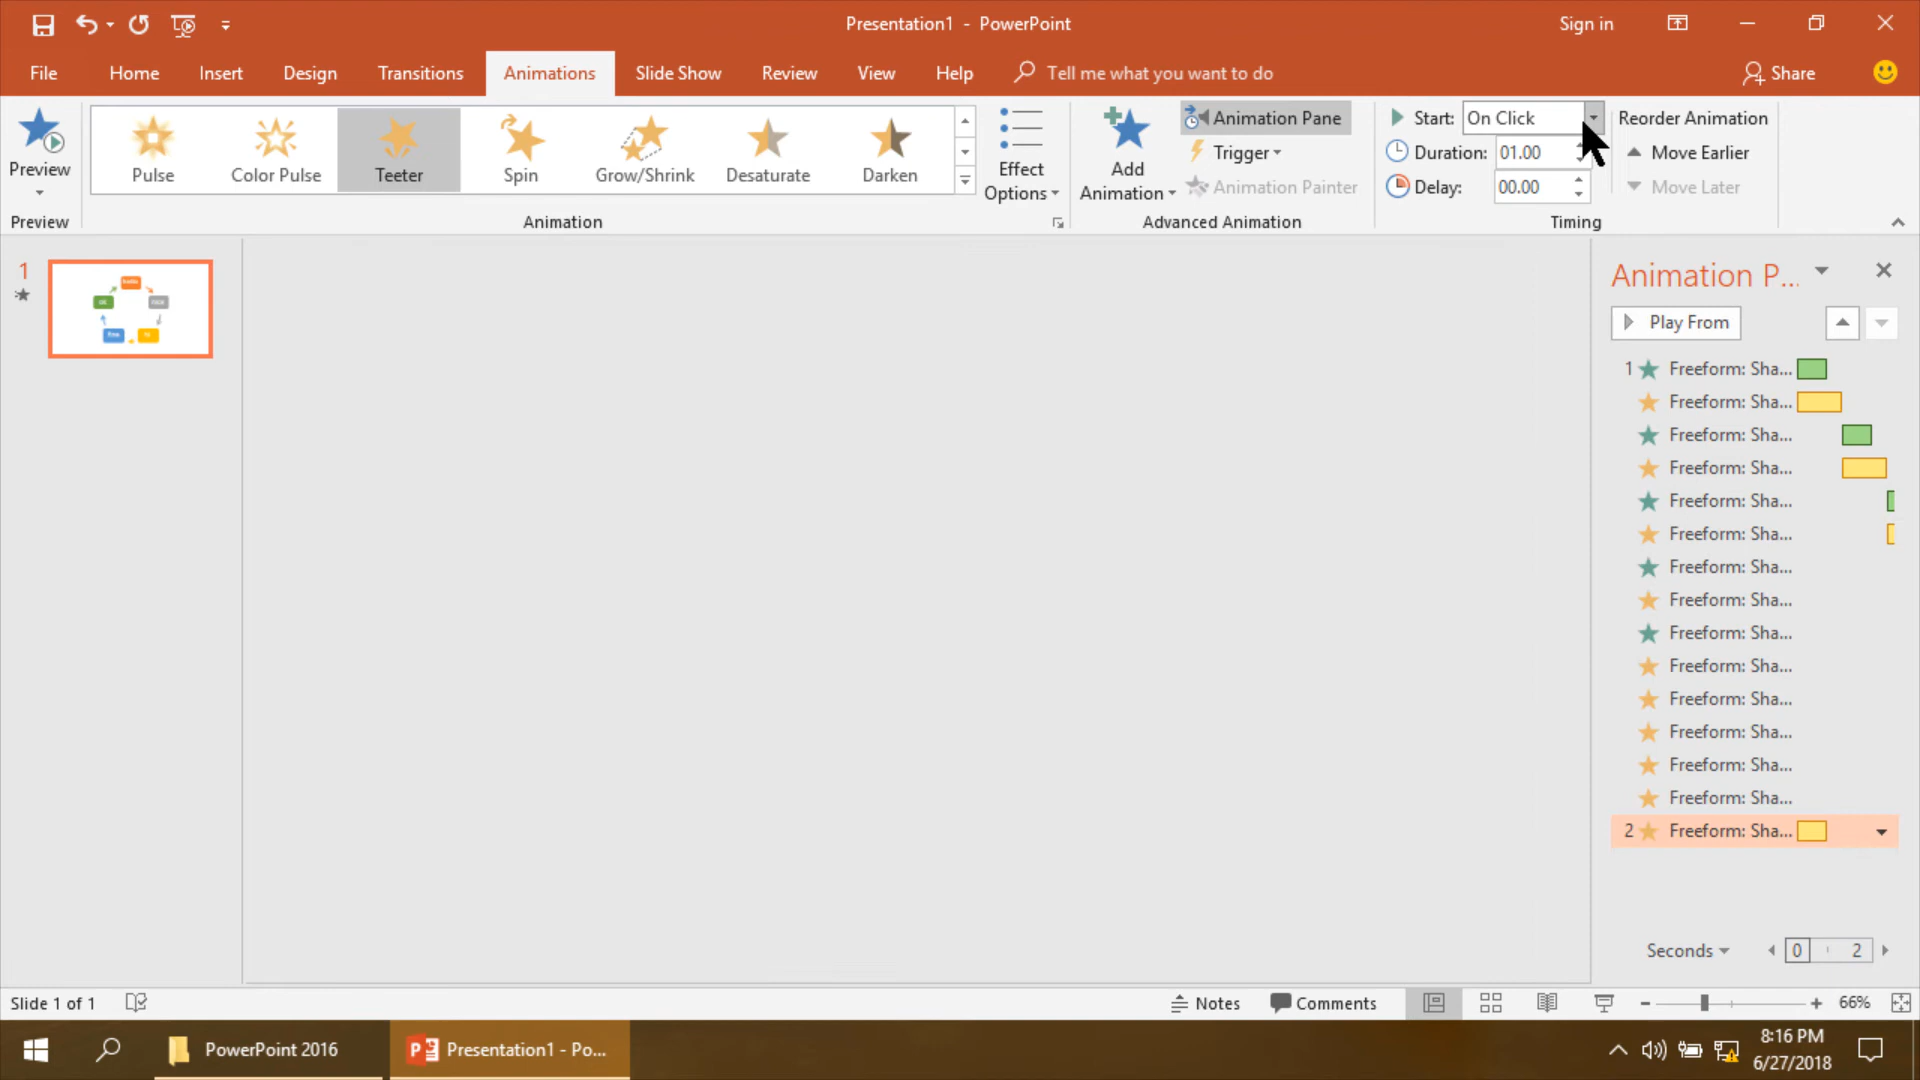 Presentation1 - PowerPoint
Sign in
File Home Insert Design Transitions Animations Slide Show Review View Help Tell me what you want to do Share
Preview
Pulse Color Pulse Teeter Spin Grow/Shrink Desaturate Darken
Effect Options
Add Animation
Animation Pane
Trigger
Animation Painter
Start: On Click
Duration: 01.00
Delay: 00.00
Reorder Animation
Move Earlier
Move Later
Preview Animation Advanced Animation Timing
1
Animation P...
Play From
1 Freeform: Sha...
Freeform: Sha...
Freeform: Sha...
Freeform: Sha...
Freeform: Sha...
Freeform: Sha...
Freeform: Sha...
Freeform: Sha...
Freeform: Sha...
Freeform: Sha...
Freeform: Sha...
Freeform: Sha...
Freeform: Sha...
Freeform: Sha...
2 Freeform: Sha...
Seconds 0 2
Slide 1 of 1 Notes Comments 66%
PowerPoint 2016 Presentation1 - Po...
8:16 PM
6/27/2018